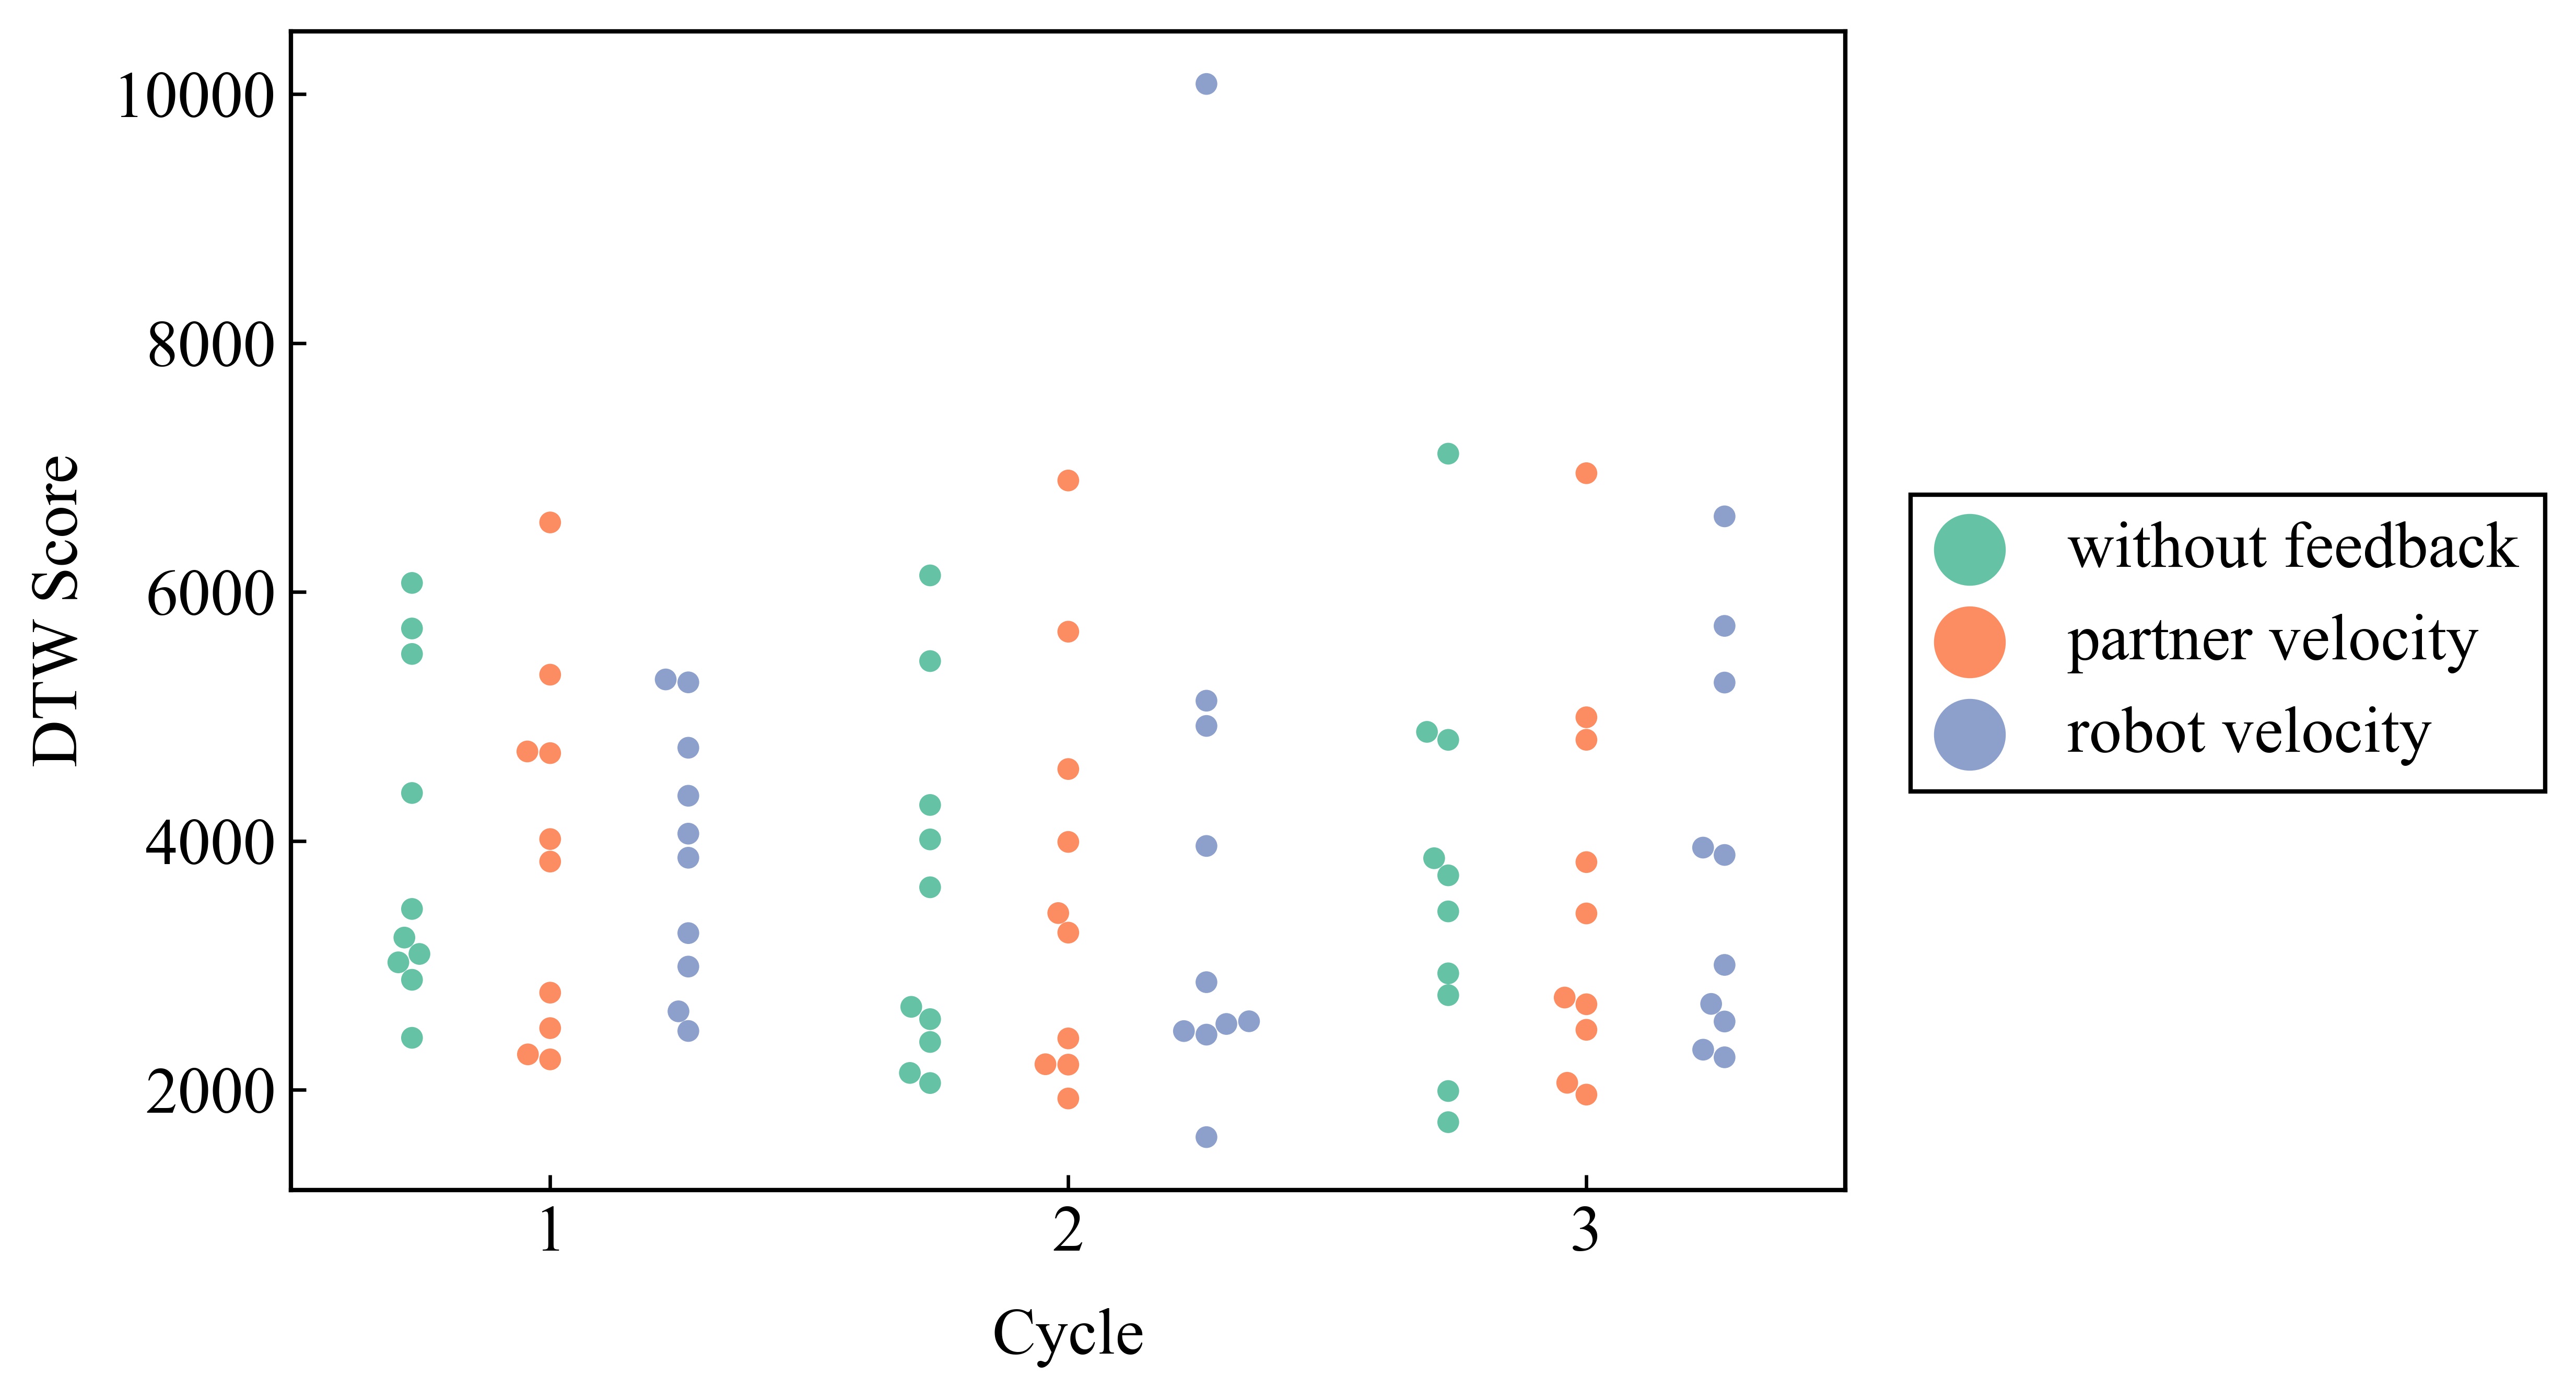 10000
8000
6000
4000
2000
DTW Score
1
2
3
Cycle
without feedback
partner velocity
robot velocity